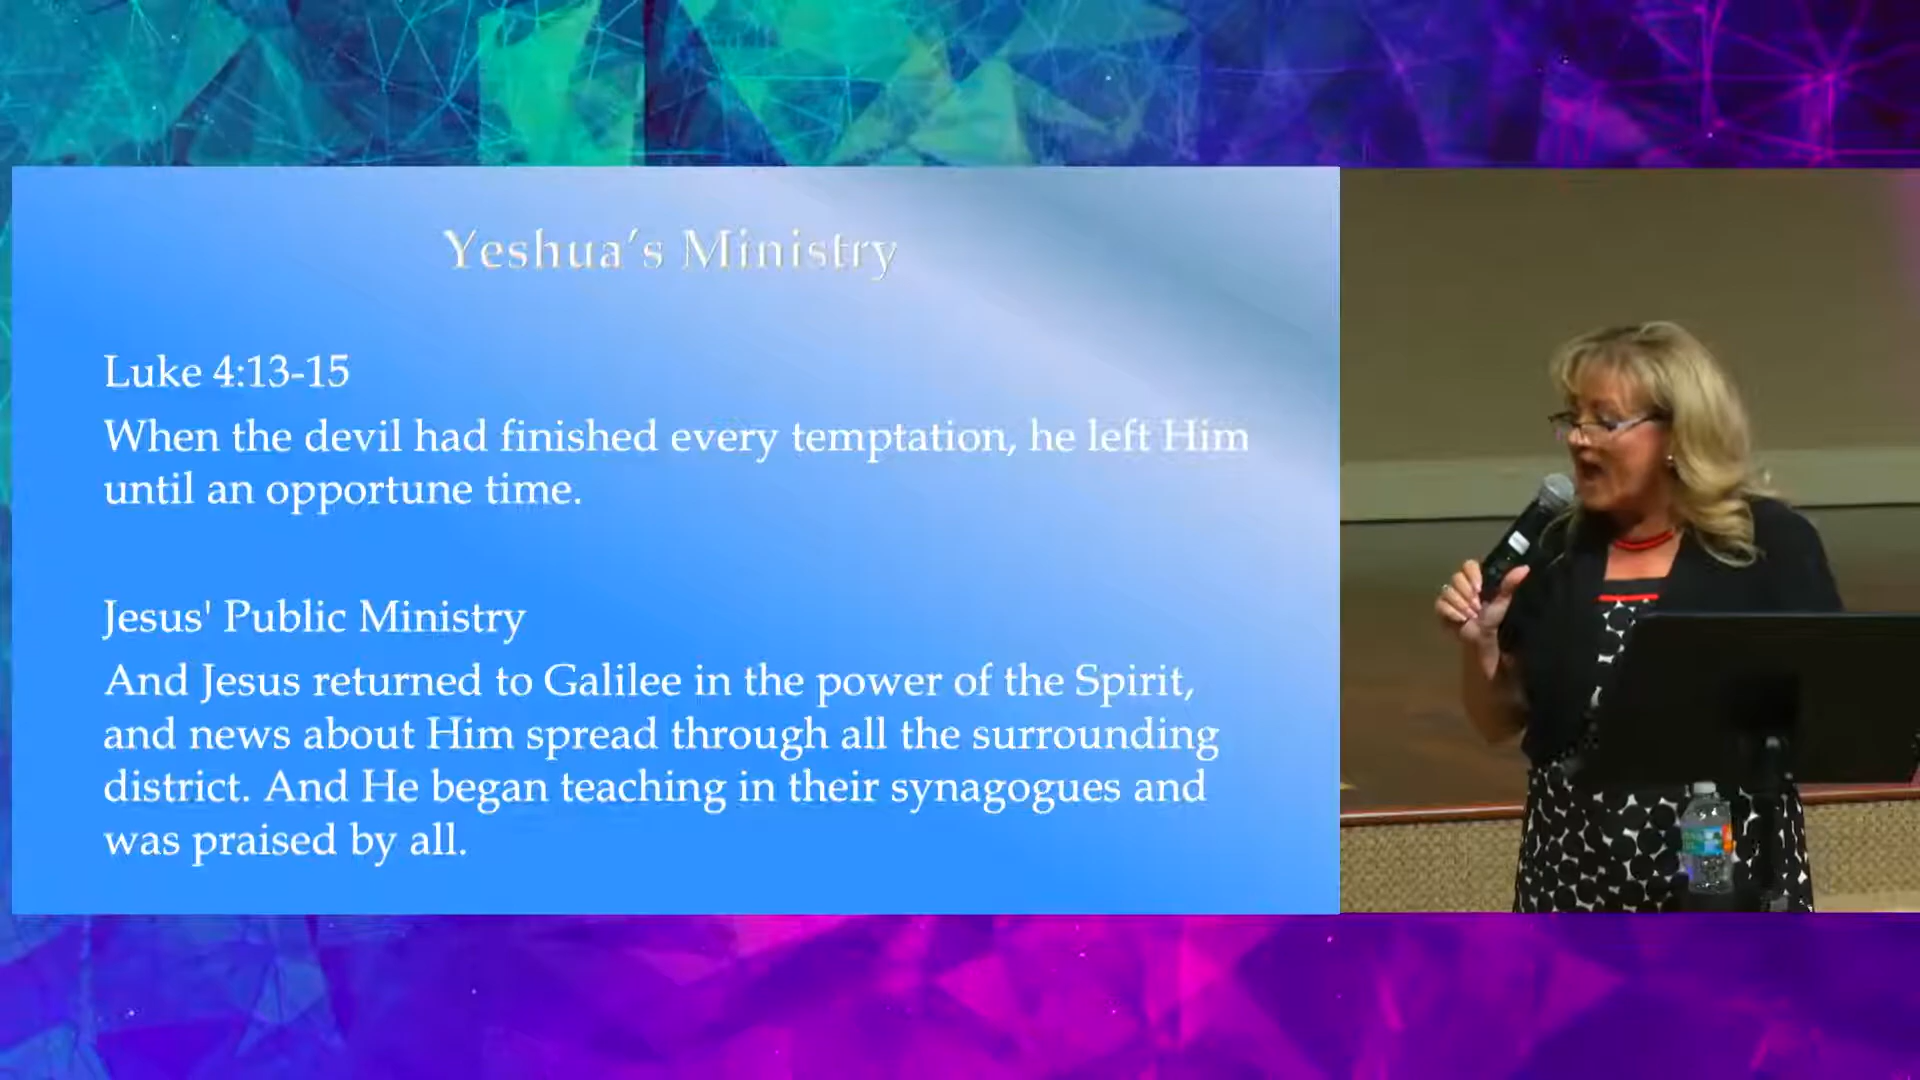 Yeshua’s Ministry
Luke 4:13-15
When the devil had finished every temptation, he left Him
until an opportune time.
Jesus' Public Ministry
And Jesus returned to Galilee in the power of the Spirit,
and news about Him spread through all the surrounding
district. And He began teaching in their synagogues and
was praised by all.